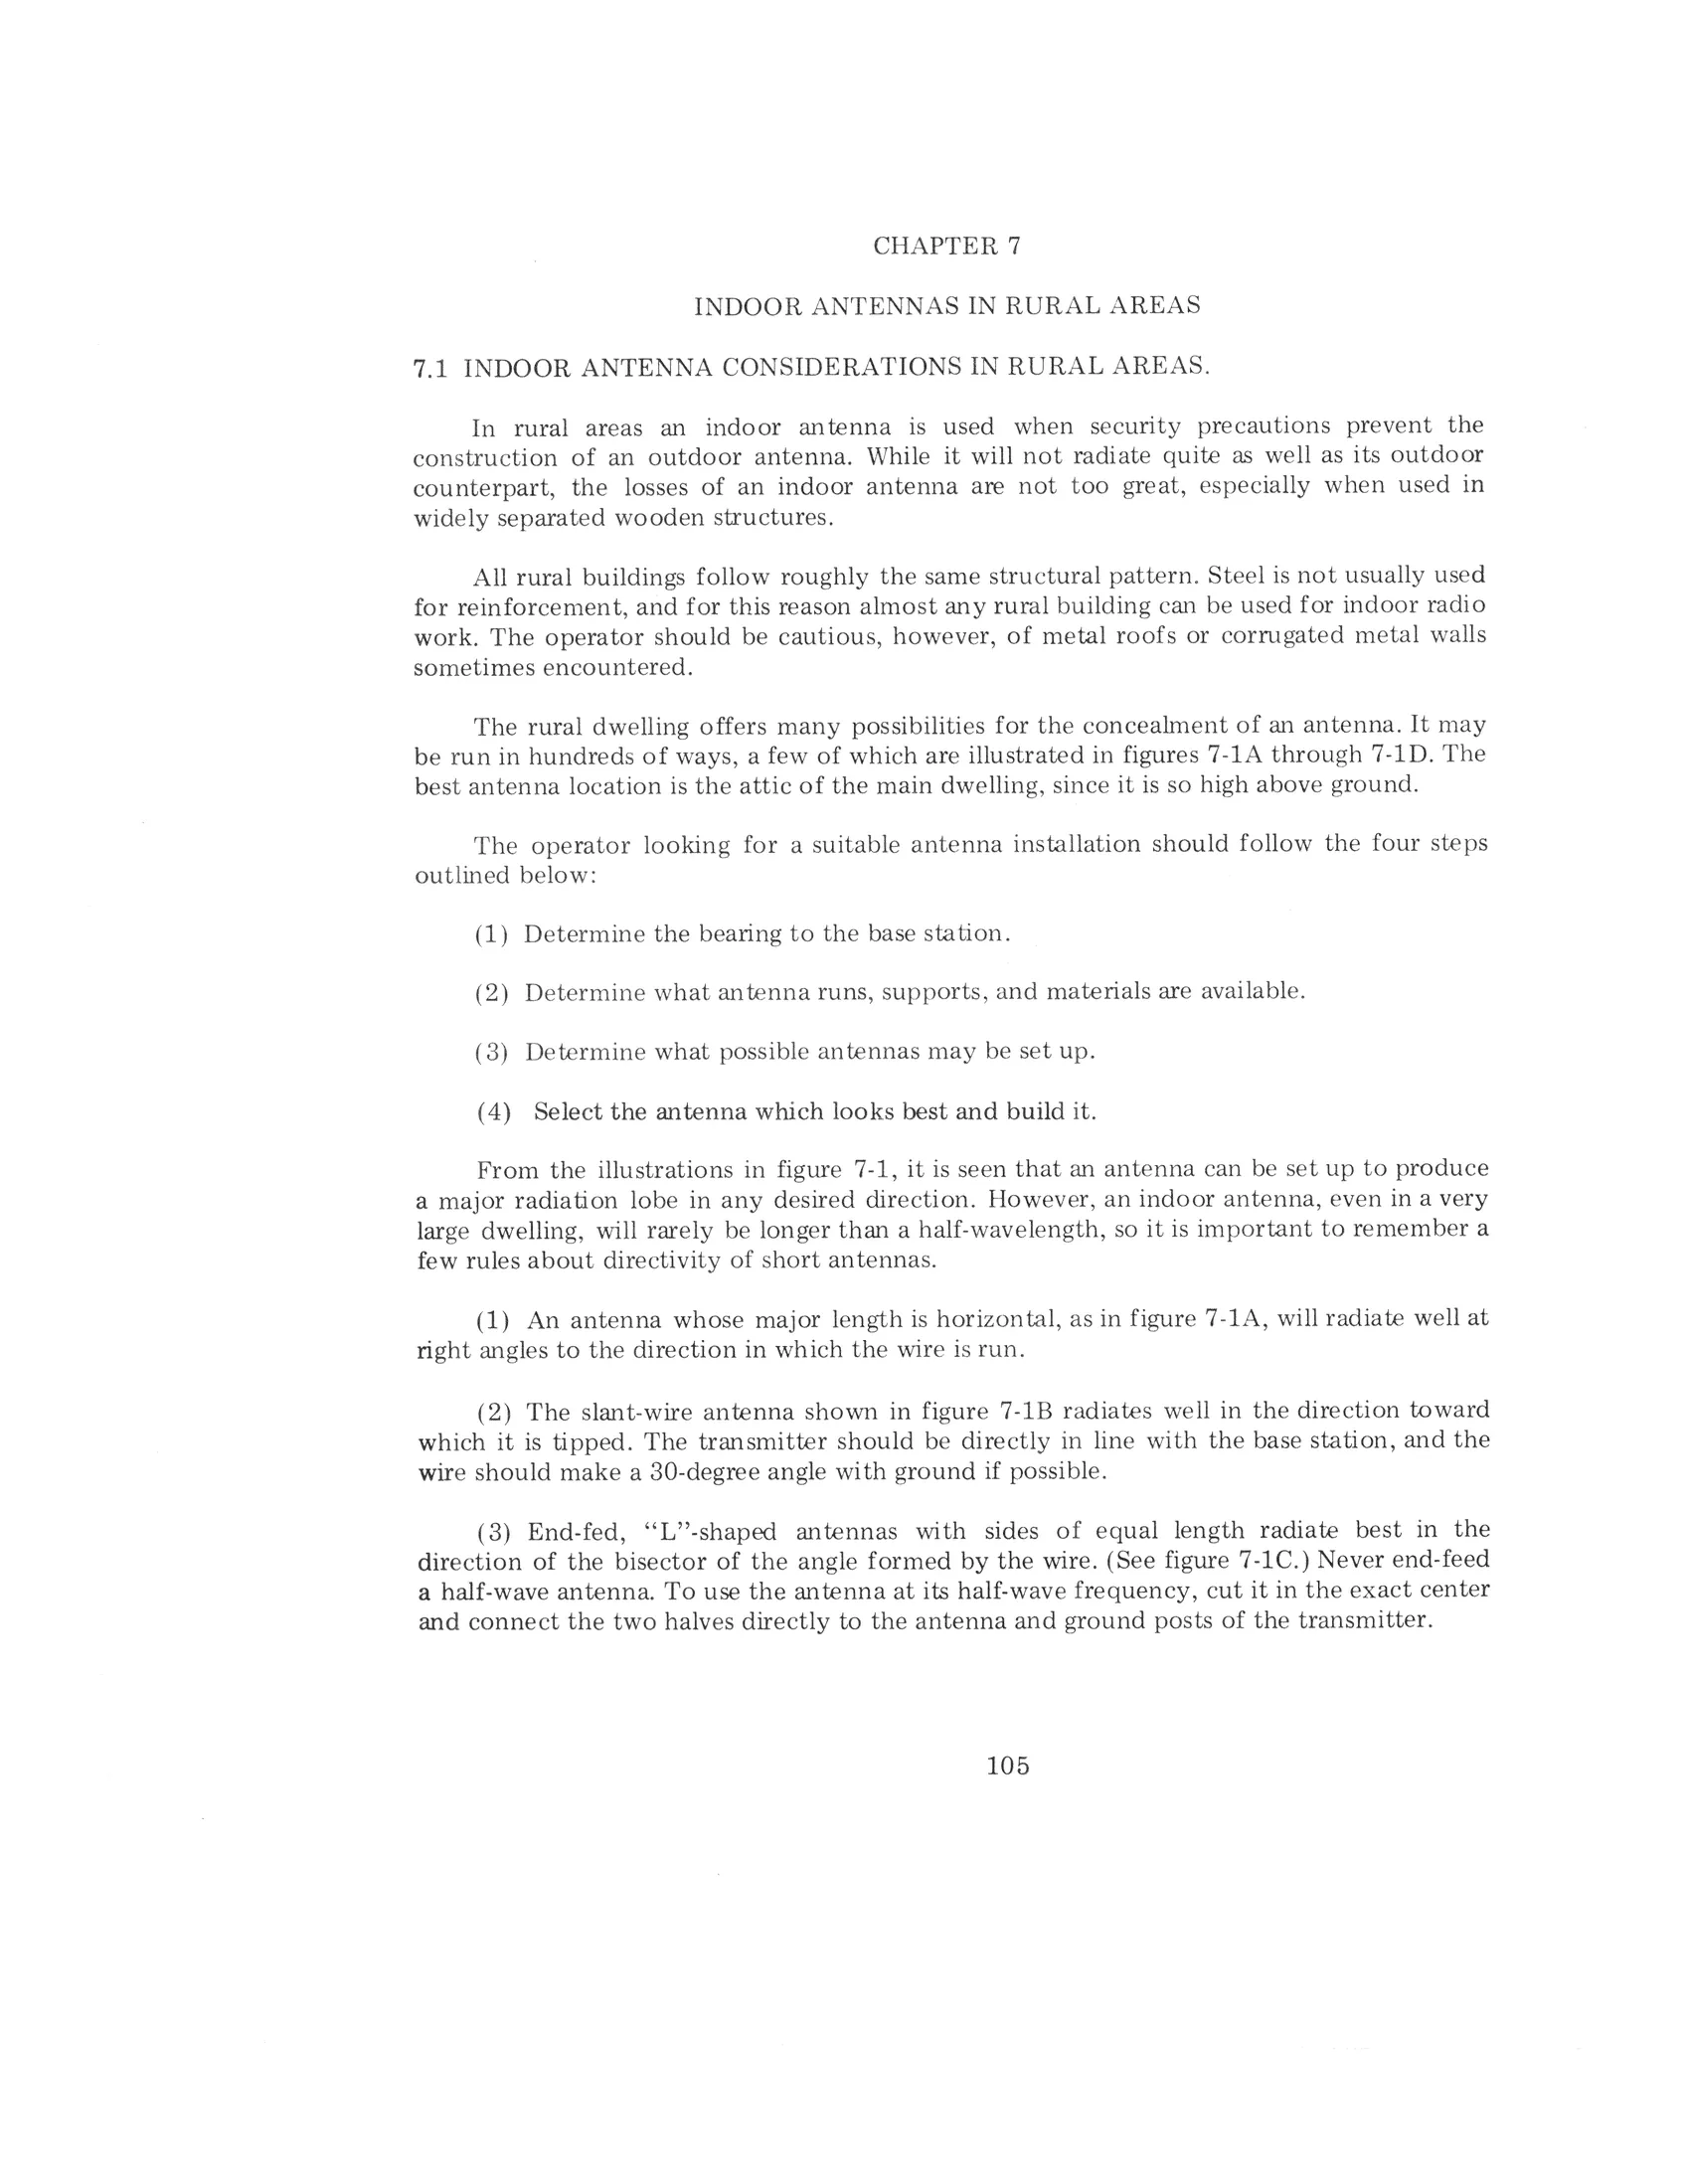 CHAPTER 7
INDOOR ANTENNAS IN RURAL AREAS
7.1 INDOOR ANTENNA CONSIDERATIONS IN RURAL AREAS.
In rural areas an indoor antenna is used when security precautions prevent the
construction of an outdoor antenna. While it will not radiate quite as well as its outdoor
counterpart, the losses of an indoor antenna are not too great, especially when used in
widely separated wooden structures.
All rural buildings follow roughly the same structural pattern. Steel is not usually used
for reinforcement, and for this reason almost any rural building can be used for indoor radio
work. The operator should be cautious, however, of metal roofs or corrugated metal walls
sometimes encountered.
The rural dwelling offers many possibilities for the concealment of an antenna. It may
be run in hundreds of ways, a few of which are illustrated in figures 7-1A through 7-1D. The
best antenna location is the attic of the main dwelling, since it is so high above ground.
The operator looking for a suitable antenna installation should follow the four steps
outlined below:
(1) Determine the bearing to the base station.
(2) Determine what antenna runs, supports, and materials are available.
(3) Determine what possible antennas may be set up.
(4) Select the antenna which looks best and build it.
From the illustrations in figure 7-1, it is seen that an antenna can be set up to produce
a major radiation lobe in any desired direction. However, an indoor antenna, even in a very
large dwelling, will rarely be longer than a half-wavelength, so it is important to remember a
few rules about directivity of short antennas.
(1) An antenna whose major length is horizontal, as in figure 7-1A, will radiate well at
right angles to the direction in which the wire is run.
(2) The slant-wire antenna shown in figure 7-1B radiates well in the direction toward
which it is tipped. The transmitter should be directly in line with the base station, and the
wire should make a 30-degree angle with ground if possible.
(3) End-fed, “L”-shaped antennas with sides of equal length radiate best in the
direction of the bisector of the angle formed by the wire. (See figure 7-1C.) Never end-feed
a half-wave antenna. To use the antenna at its half-wave frequency, cut it in the exact center
and connect the two halves directly to the antenna and ground posts of the transmitter.
105